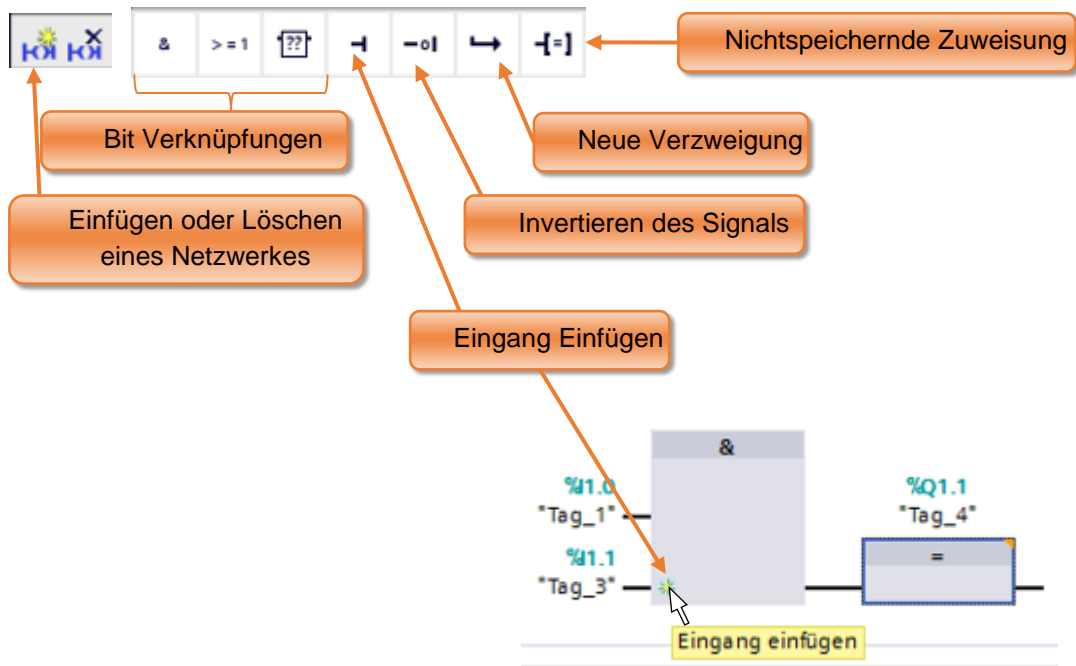 & >=1 ?? [=]
Nichtspeichernde Zuweisung
Bit Verknüpfungen
Neue Verzweigung
Einfügen oder Löschen
eines Netzwerkes
Invertieren des Signals
Eingang Einfügen
&
%I1.0
"Tag_1"
%Q1.1
"Tag_4"
%I1.1
"Tag_3"
=
Eingang einfügen